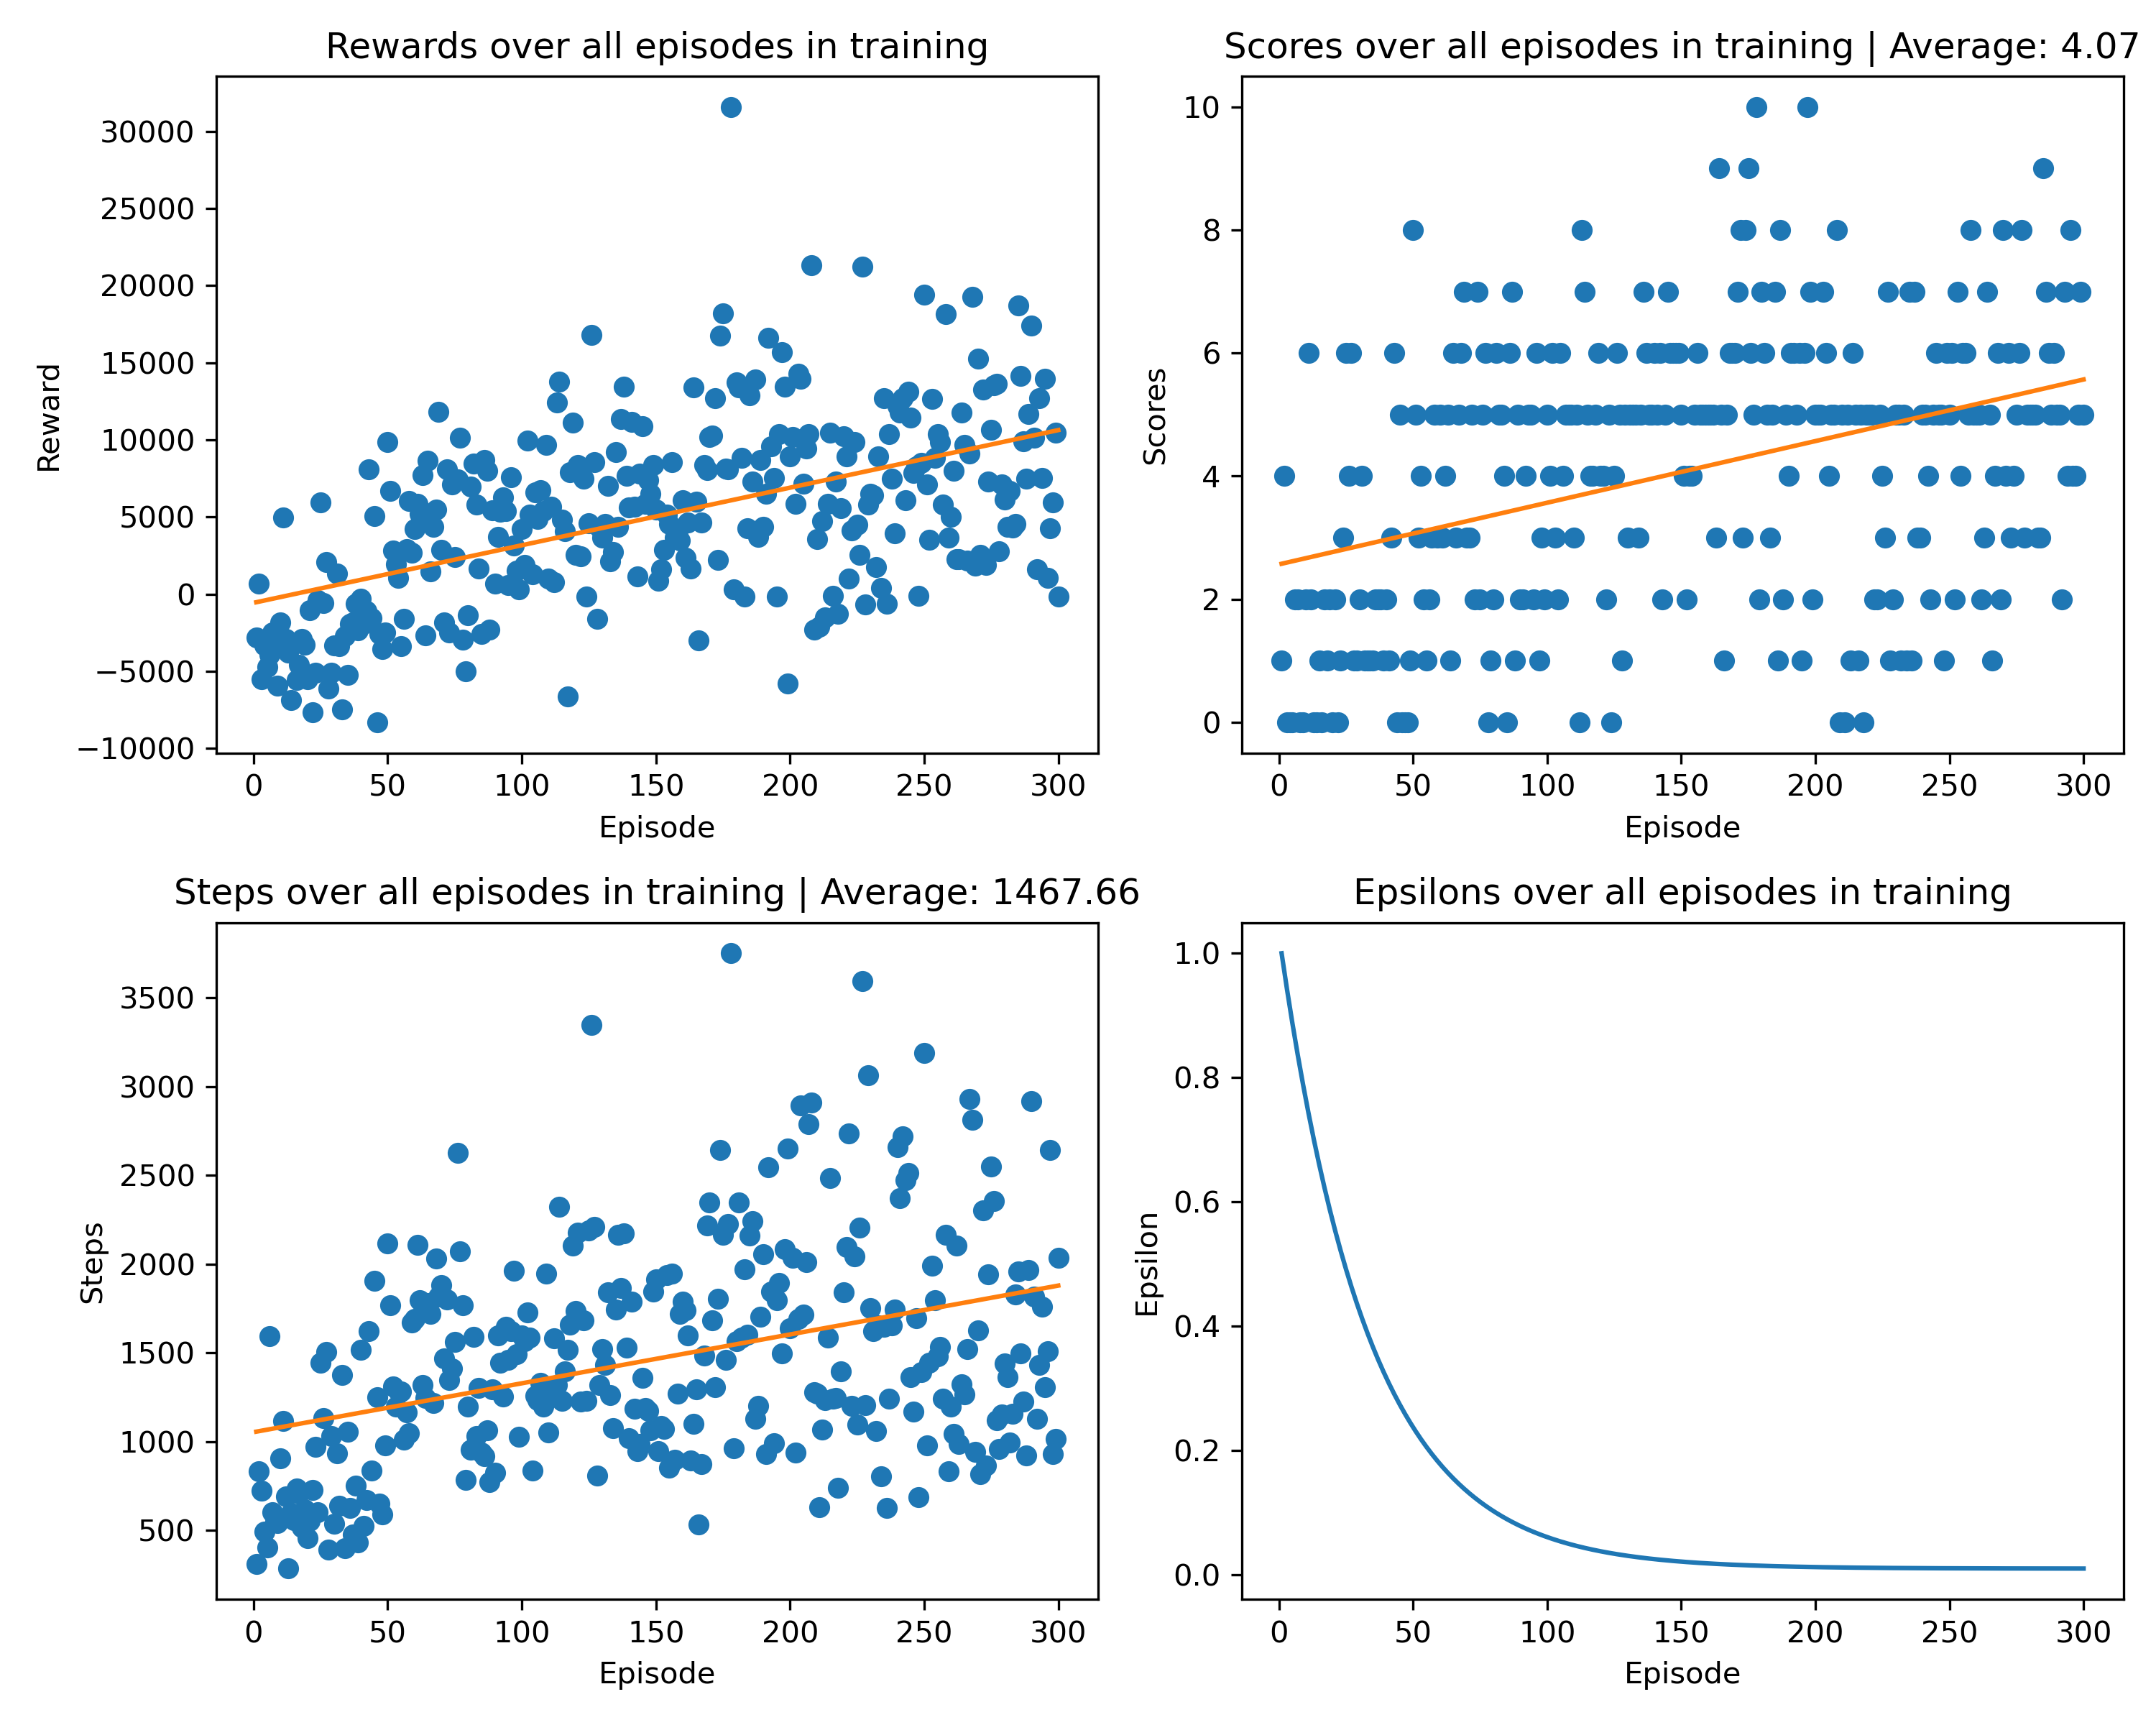 Rewards over all episodes in training
30000
25000
20000
15000
10000
5000
0
−5000
−10000
Reward
0 50 100 150 200 250 300
Episode
Scores over all episodes in training | Average: 4.07
10
8
6
4
2
0
Scores
0 50 100 150 200 250 300
Episode
Steps over all episodes in training | Average: 1467.66
3500
3000
2500
2000
1500
1000
500
Steps
0 50 100 150 200 250 300
Episode
Epsilons over all episodes in training
1.0
0.8
0.6
0.4
0.2
0.0
Epsilon
0 50 100 150 200 250 300
Episode